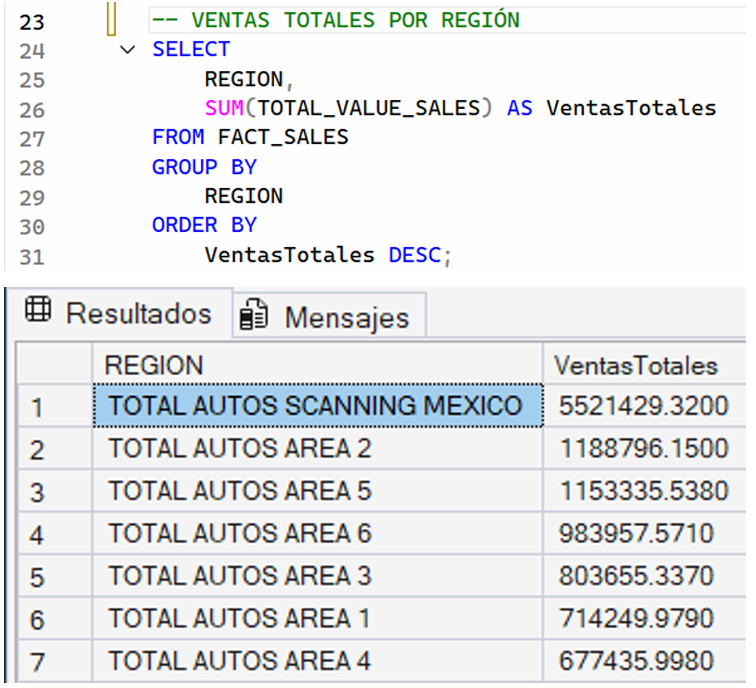 23 -- VENTAS TOTALES POR REGIÓN
24 SELECT
25 REGION,
26 SUM(TOTAL_VALUE_SALES) AS VentasTotales
27 FROM FACT_SALES
28 GROUP BY
29 REGION
30 ORDER BY
31 VentasTotales DESC;
Resultados Mensajes
REGION VentasTotales
1 TOTAL AUTOS SCANNING MEXICO 5521429.3200
2 TOTAL AUTOS AREA 2 1188796.1500
3 TOTAL AUTOS AREA 5 1153335.5380
4 TOTAL AUTOS AREA 6 983957.5710
5 TOTAL AUTOS AREA 3 803655.3370
6 TOTAL AUTOS AREA 1 714249.9790
7 TOTAL AUTOS AREA 4 677435.9980